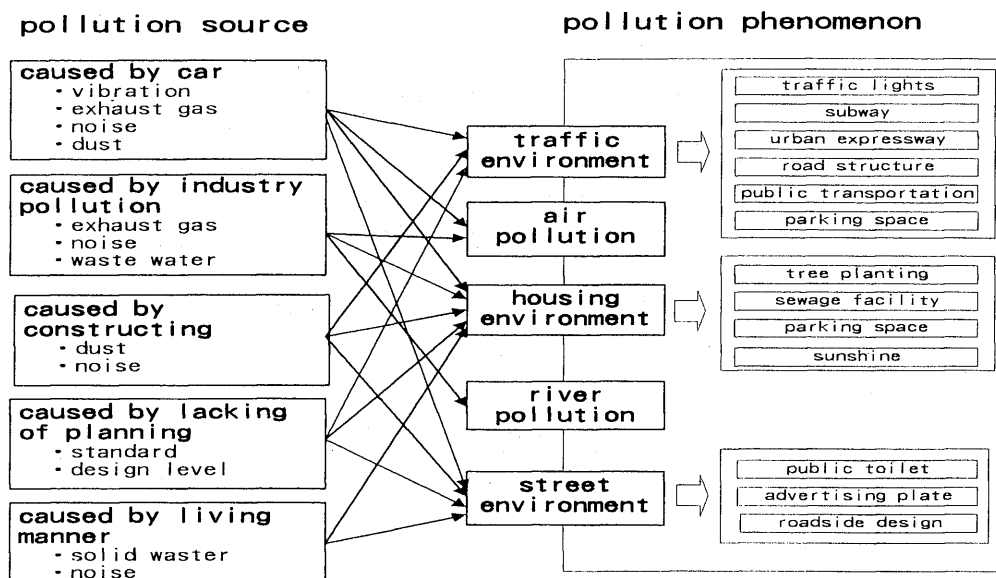 pollution source
pollution phenomenon
caused by car
・vibration
・exhaust gas
・noise
・dust
caused by industry
pollution
・exhaust gas
・noise
・waste water
caused by
constructing
・dust
・noise
caused by lacking
of planning
・standard
・design level
caused by living
manner
・solid waster
・noise
traffic
environment
air
pollution
housing
environment
river
pollution
street
environment
traffic lights
subway
urban expressway
road structure
public transportation
parking space
tree planting
sewage facility
parking space
sunshine
public toilet
advertising plate
roadside design